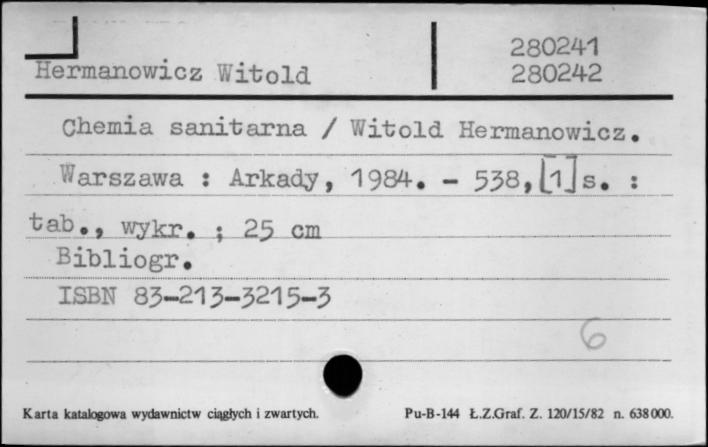 280241
Hermanowicz Witold 280242
Chemia sanitarna / Witold Hermanowicz.
Warszawa : Arkady, 1984. - 538,[1]s. :
tab., wykr. ; 25 cm
Bibliogr.
ISBN 83-213-3215-3
6
Karta katalogowa wydawnictw ciągłych i zwartych. Pu-B-144 Ł.Z.Graf. Z. 120/15/82 n. 638000.